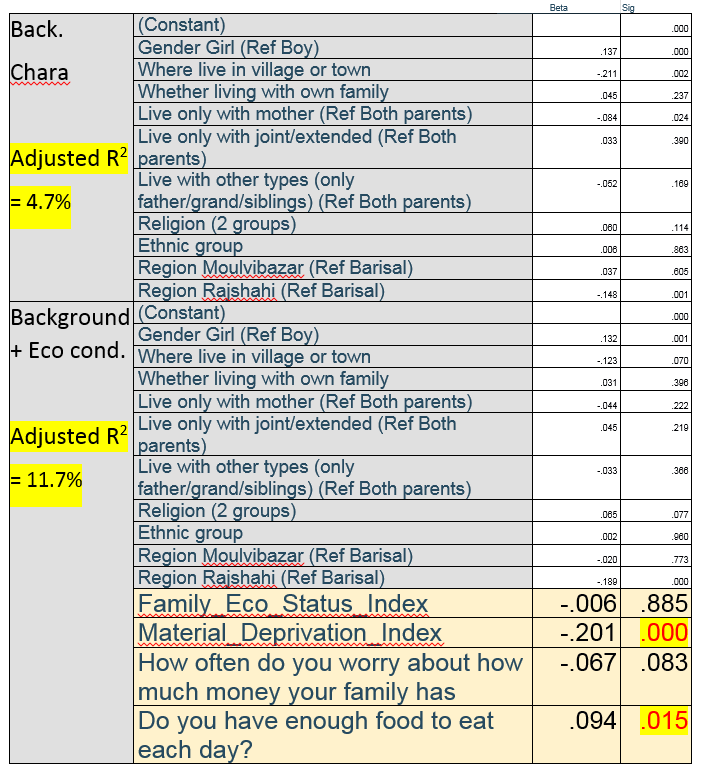 Beta Sig
Back.
Chara
Adjusted R²
= 4.7%
(Constant) .000
Gender Girl (Ref Boy) .137 .000
Where live in village or town -.211 .002
Whether living with own family .045 .237
Live only with mother (Ref Both parents) -.084 .024
Live only with joint/extended (Ref Both
parents) .033 .390
Live with other types (only
father/grand/siblings) (Ref Both parents) -.052 .169
Religion (2 groups) .060 .114
Ethnic group .006 .863
Region Moulvibazar (Ref Barisal) .037 .605
Region Rajshahi (Ref Barisal) -.148 .001
Background
+ Eco cond.
Adjusted R²
= 11.7%
(Constant) .000
Gender Girl (Ref Boy) .132 .001
Where live in village or town -.123 .070
Whether living with own family .031 .396
Live only with mother (Ref Both parents) -.044 .222
Live only with joint/extended (Ref Both
parents) .045 .219
Live with other types (only
father/grand/siblings) (Ref Both parents) -.033 .366
Religion (2 groups) .065 .077
Ethnic group .002 .960
Region Moulvibazar (Ref Barisal) -.020 .773
Region Rajshahi (Ref Barisal) -.189 .000
Family_Eco_Status_Index -.006 .885
Material_Deprivation_Index -.201 .000
How often do you worry about how
much money your family has -.067 .083
Do you have enough food to eat
each day? .094 .015